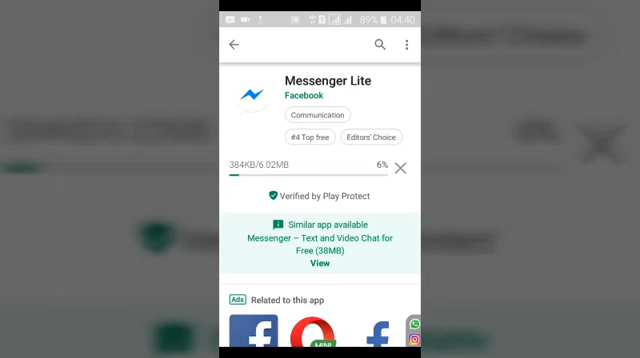 89% 04:40
Messenger Lite
Facebook
Communication
#4 Top free
Editors' Choice
384KB/6.02MB 6%
Verified by Play Protect
Similar app available
Messenger – Text and Video Chat for
Free (38MB)
View
Ads Related to this app
MINI